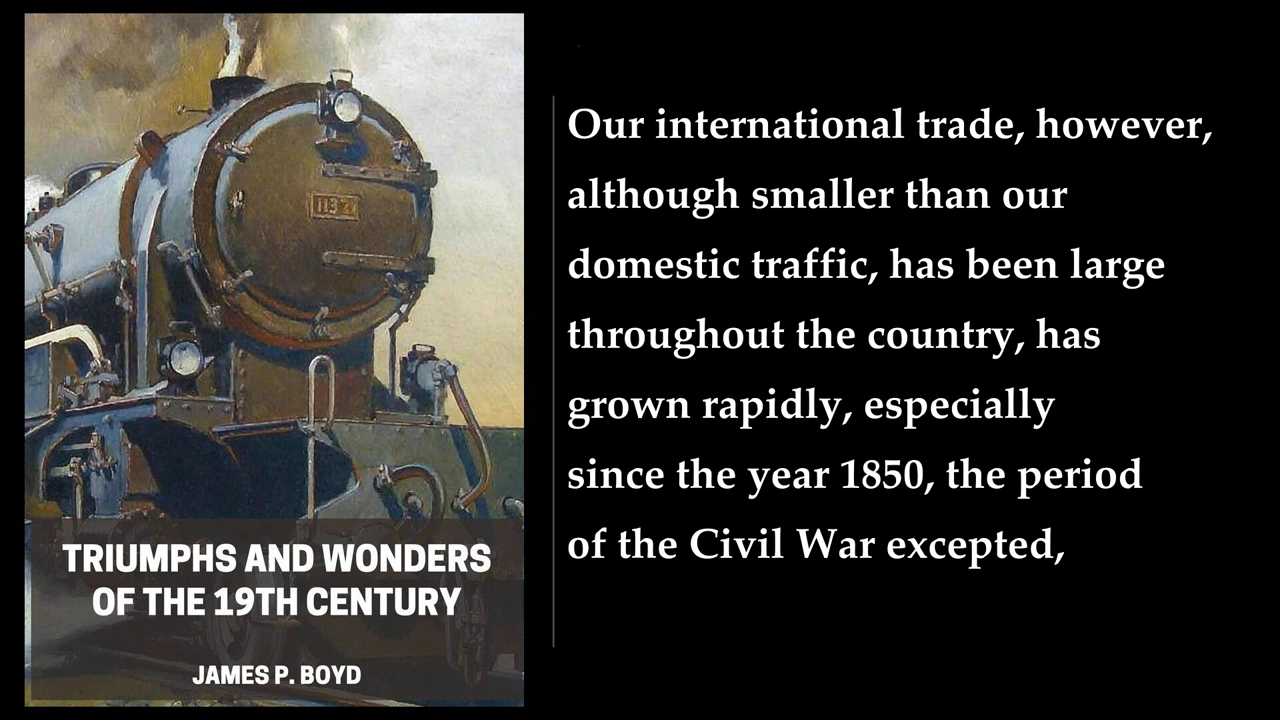 TRIUMPHS AND WONDERS
OF THE 19TH CENTURY
JAMES P. BOYD
Our international trade, however,
although smaller than our
domestic traffic, has been large
throughout the country, has
grown rapidly, especially
since the year 1850, the period
of the Civil War excepted,